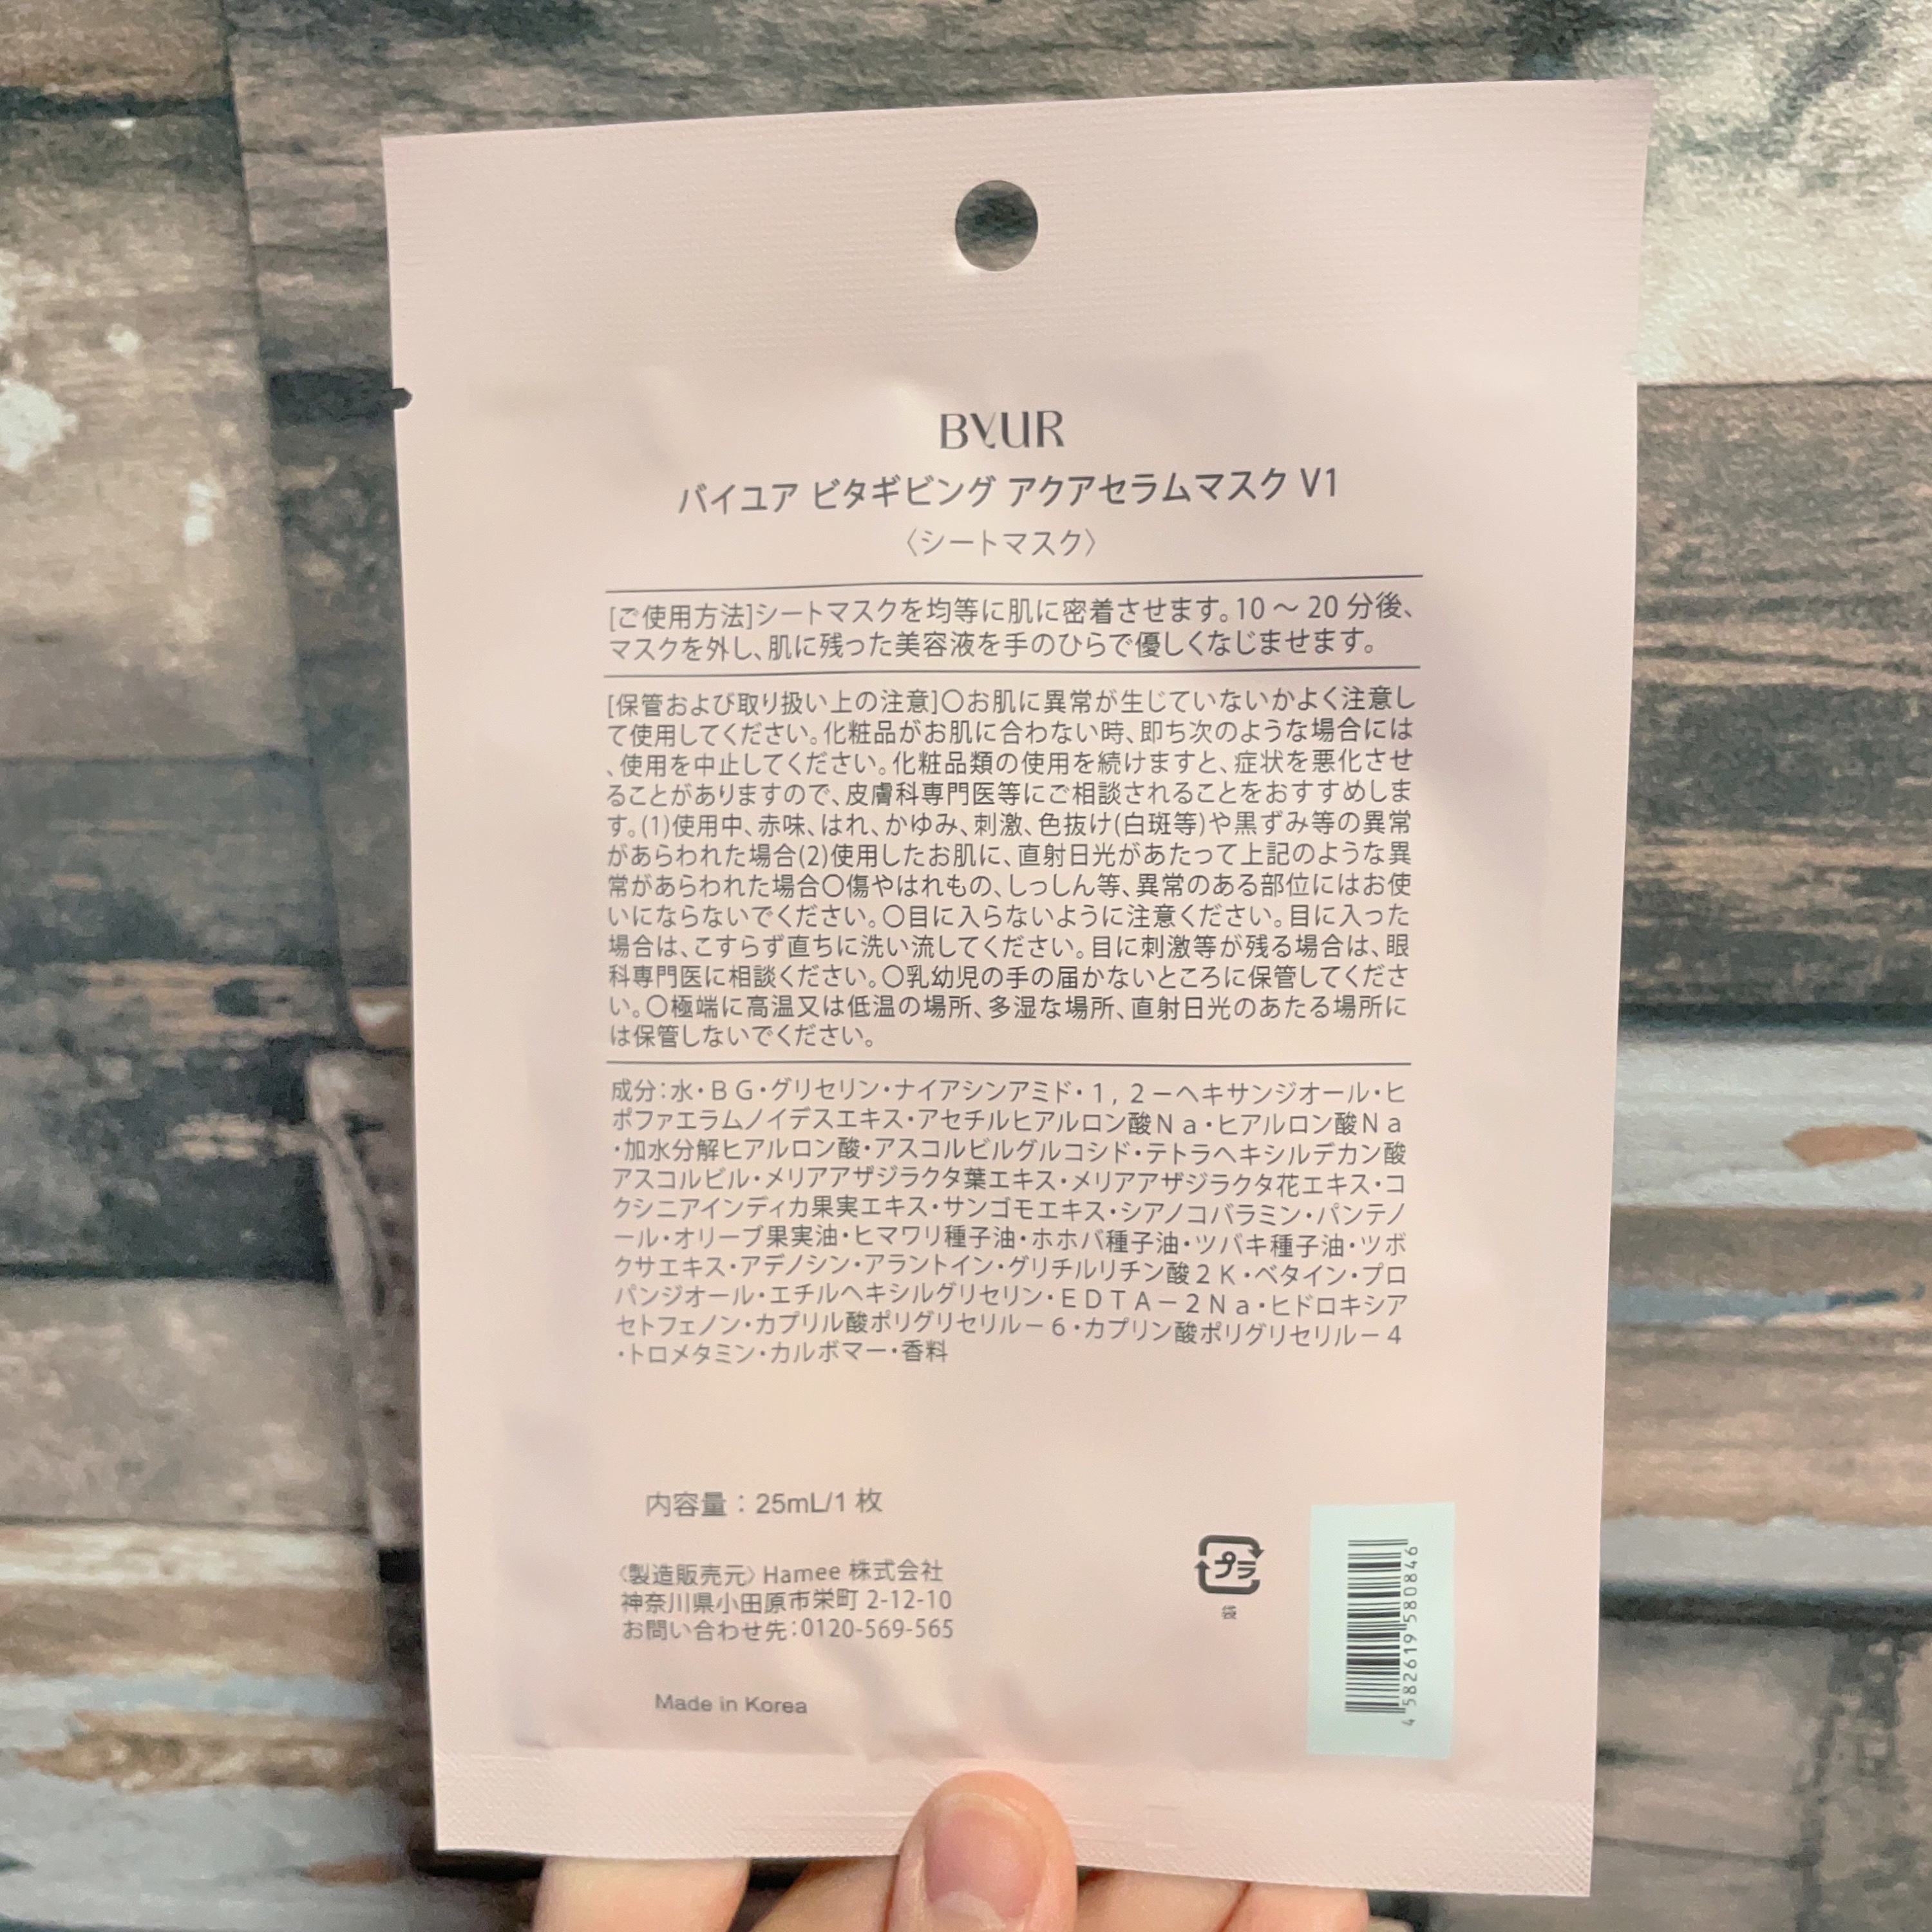 BYUR
バイユア ビタギビング アクアセラムマスク V1
〈シートマスク〉
[ご使用方法]シートマスクを均等に肌に密着させます。10 ～ 20 分後、
マスクを外し、肌に残った美容液を手のひらで優しくなじませます。
[保管および取り扱い上の注意]〇お肌に異常が生じていないかよく注意し
て使用してください。化粧品がお肌に合わない時、即ち次のような場合には
、使用を中止してください。化粧品類の使用を続けますと、症状を悪化させ
ることがありますので、皮膚科専門医等にご相談されることをおすすめしま
す。(1)使用中、赤味、はれ、かゆみ、刺激、色抜け(白斑等)や黒ずみ等の異常
があらわれた場合(2)使用したお肌に、直射日光があたって上記のような異
常があらわれた場合〇傷やはれもの、しっしん等、異常のある部位にはお使
いにならないでください。〇目に入らないように注意ください。目に入った
場合は、こすらず直ちに洗い流してください。目に刺激等が残る場合は、眼
科専門医に相談ください。〇乳幼児の手の届かないところに保管してくださ
い。〇極端に高温又は低温の場所、多湿な場所、直射日光のあたる場所に
は保管しないでください。
成分：水・ＢＧ・グリセリン・ナイアシンアミド・１，２－ヘキサンジオール・ヒ
ポファエラムノイデスエキス・アセチルヒアルロン酸Ｎａ・ヒアルロン酸Ｎａ
・加水分解ヒアルロン酸・アスコルビルグルコシド・テトラヘキシルデカン酸
アスコルビル・メリアアザジラクタ葉エキス・メリアアザジラクタ花エキス・コ
クシニアインディカ果実エキス・サンゴモエキス・シアノコバラミン・パンテノ
ール・オリーブ果実油・ヒマワリ種子油・ホホバ種子油・ツバキ種子油・ツボ
クサエキス・アデノシン・アラントイン・グリチルリチン酸２Ｋ・ベタイン・プロ
パンジオール・エチルヘキシルグリセリン・ＥＤＴＡ－２Ｎａ・ヒドロキシア
セトフェノン・カプリル酸ポリグリセリル－６・カプリン酸ポリグリセリル－４
・トロメタミン・カルボマー・香料
内容量：25mL/1 枚
〈製造販売元〉Hamee 株式会社
神奈川県小田原市栄町 2-12-10
お問い合わせ先：0120-569-565
Made in Korea
プラ
袋
4 582619 580846